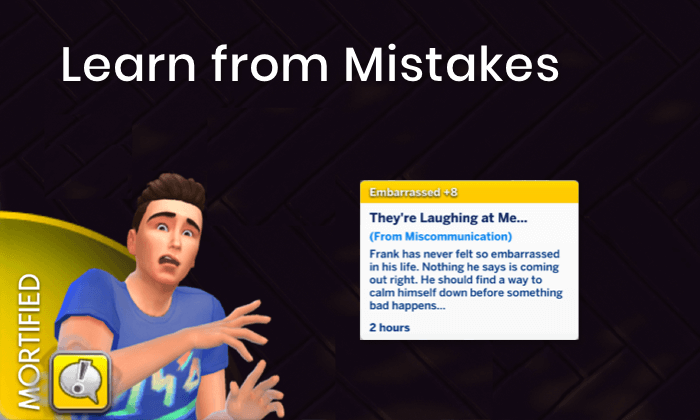 Learn from Mistakes
Embarrassed +8
They're Laughing at Me...
(From Miscommunication)
Frank has never felt so embarrassed
in his life. Nothing he says is coming
out right. He should find a way to
calm himself down before something
bad happens...
2 hours
MORTIFIED